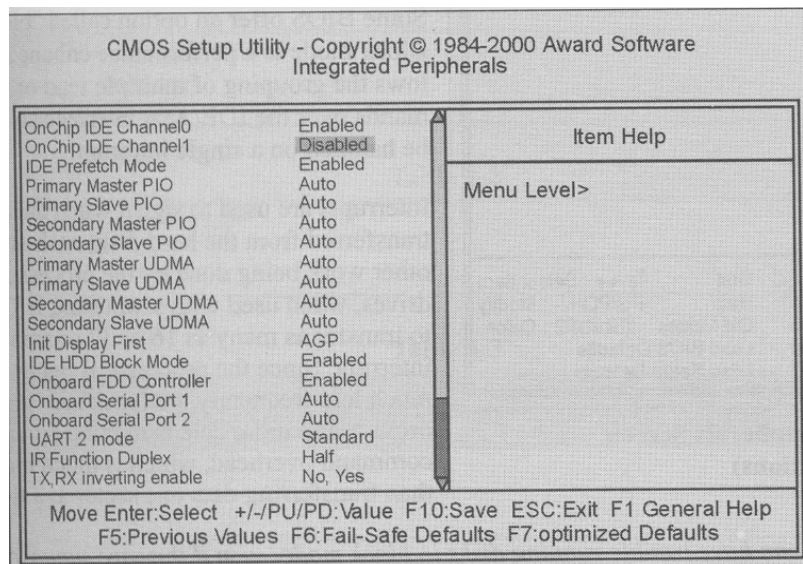 CMOS Setup Utility - Copyright © 1984-2000 Award Software
Integrated Peripherals
OnChip IDE Channel0 Enabled
OnChip IDE Channel1 Disabled
IDE Prefetch Mode Enabled
Primary Master PIO Auto
Primary Slave PIO Auto
Secondary Master PIO Auto
Secondary Slave PIO Auto
Primary Master UDMA Auto
Primary Slave UDMA Auto
Secondary Master UDMA Auto
Secondary Slave UDMA Auto
Init Display First AGP
IDE HDD Block Mode Enabled
Onboard FDD Controller Enabled
Onboard Serial Port 1 Auto
Onboard Serial Port 2 Auto
UART 2 mode Standard
IR Function Duplex Half
TX,RX inverting enable No, Yes
Item Help
Menu Level>
Move Enter:Select +/-/PU/PD:Value F10:Save ESC:Exit F1 General Help
F5:Previous Values F6:Fail-Safe Defaults F7:optimized Defaults